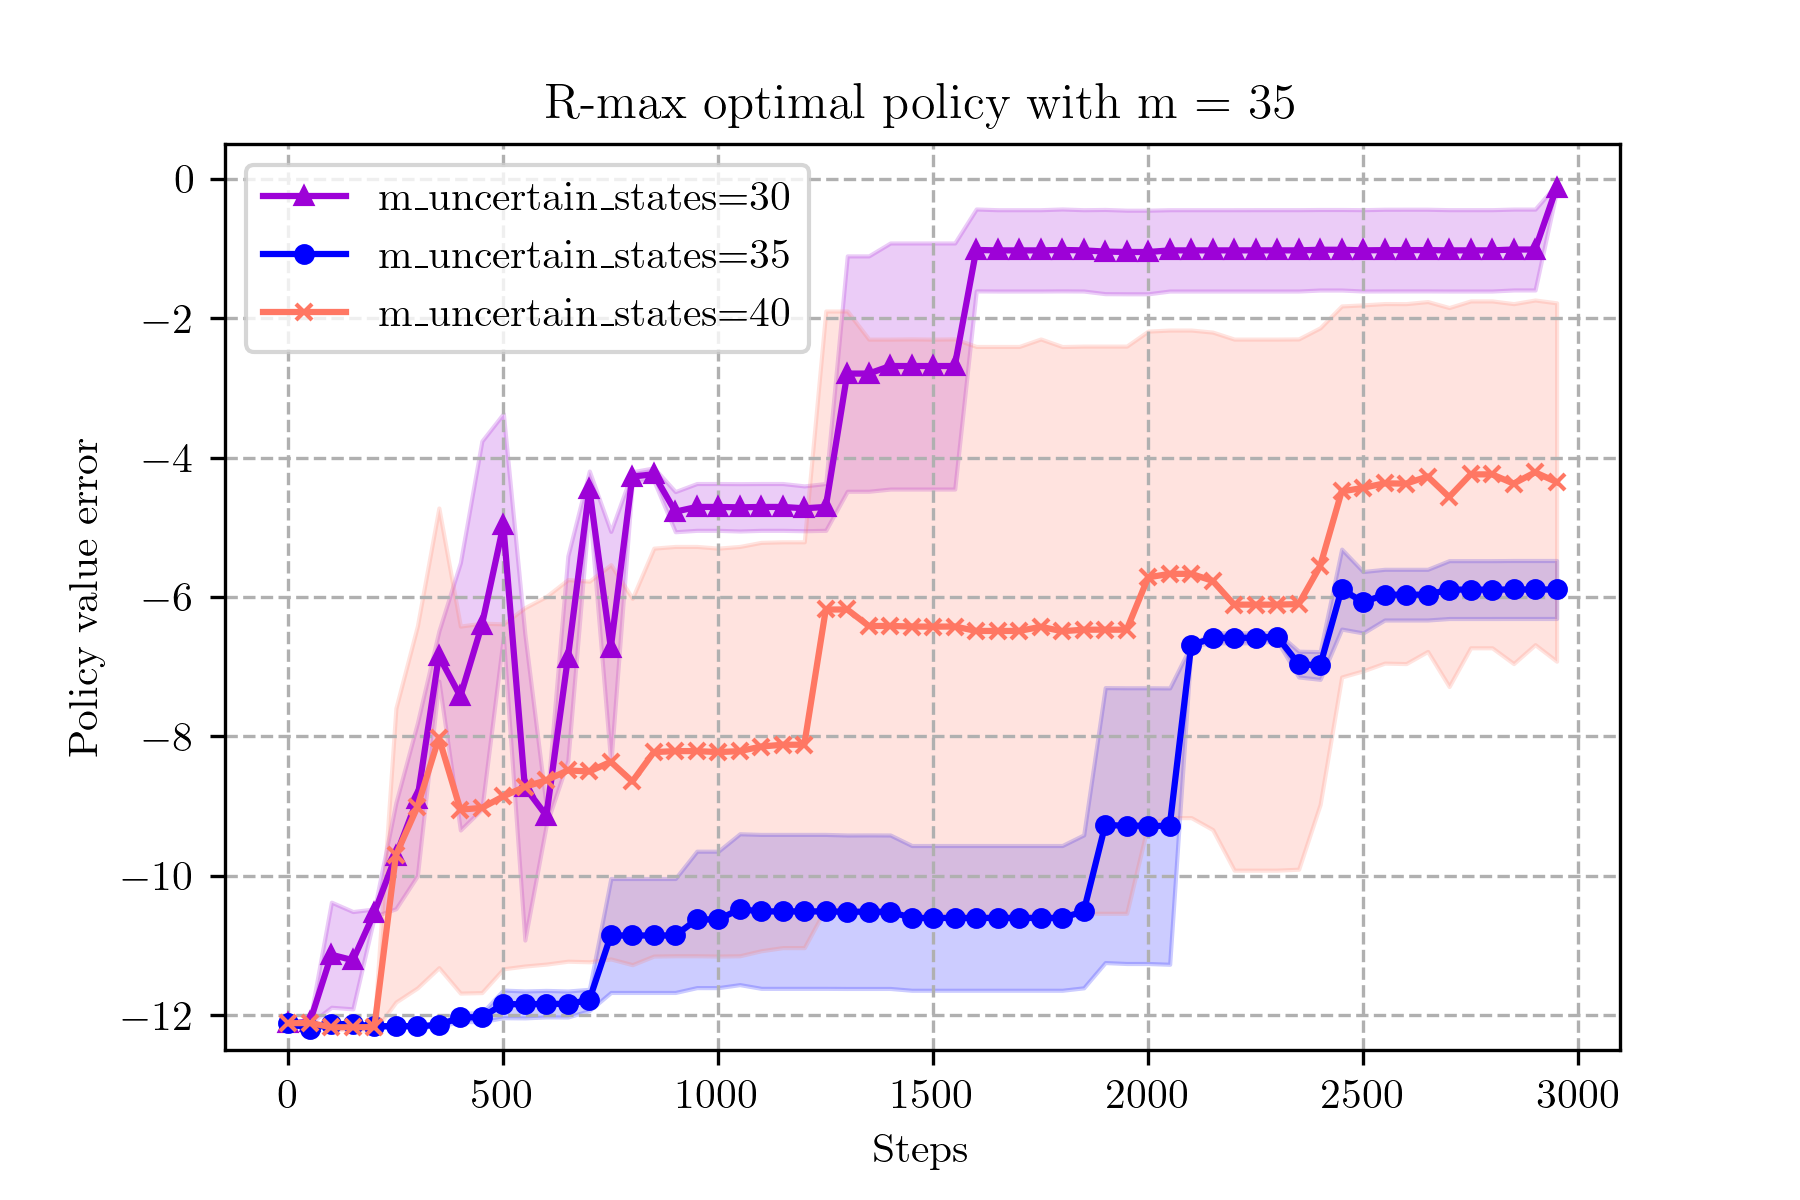 R-max optimal policy with m = 35
m_uncertain_states=30
m_uncertain_states=35
m_uncertain_states=40
Policy value error
0
−2
−4
−6
−8
−10
−12
0 500 1000 1500 2000 2500 3000
Steps